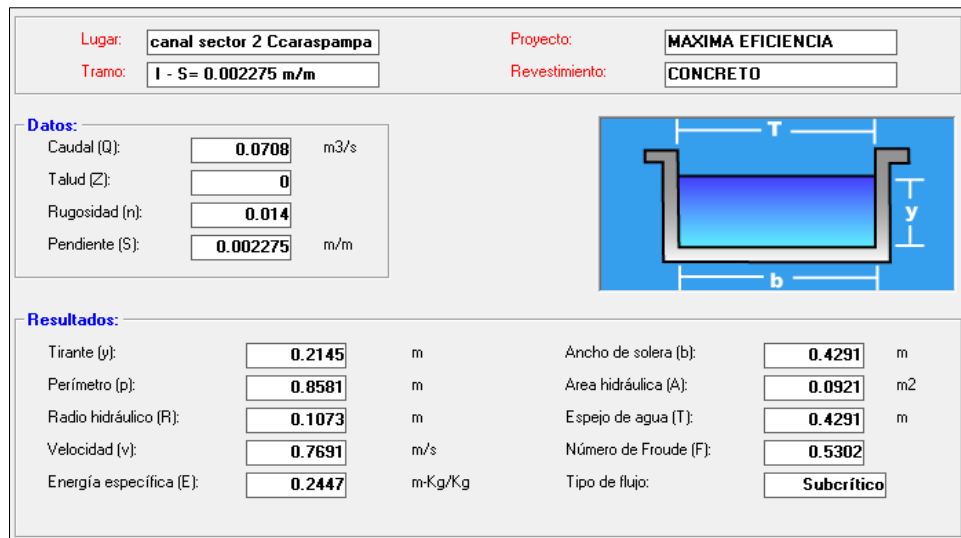 Lugar: canal sector 2 Ccaraspampa Proyecto: MAXIMA EFICIENCIA
Tramo: I - S= 0.002275 m/m Revestimiento: CONCRETO
Datos:
Caudal (Q): 0.0708 m3/s
Talud (Z): 0
Rugosidad (n): 0.014
Pendiente (S): 0.002275 m/m
T
y
b
Resultados:
Tirante (y): 0.2145 m Ancho de solera (b): 0.4291 m
Perímetro (p): 0.8581 m Area hidráulica (A): 0.0921 m2
Radio hidráulico (R): 0.1073 m Espejo de agua (T): 0.4291 m
Velocidad (v): 0.7691 m/s Número de Froude (F): 0.5302
Energía específica (E): 0.2447 m-Kg/Kg Tipo de flujo: Subcrítico